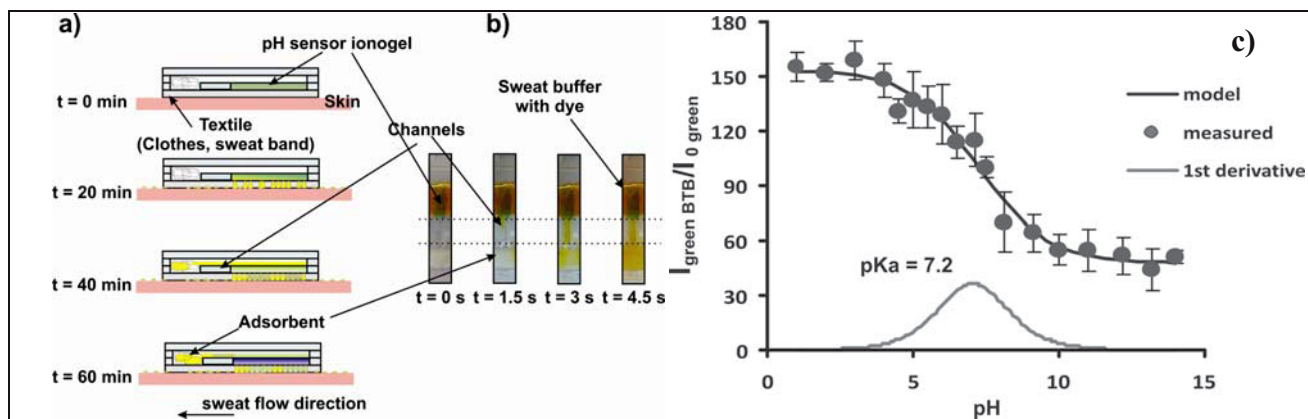 a)
pH sensor ionogel
t = 0 min
Skin
Textile
(Clothes, sweat band)
Channels
t = 20 min
t = 40 min
Adsorbent
t = 60 min
sweat flow direction
b)
Sweat buffer
with dye
t = 0 s
t = 1.5 s
t = 3 s
t = 4.5 s
c)
180
150
120
90
60
30
0
I green BTB/I 0 green
model
measured
1st derivative
pKa = 7.2
0
5
10
15
pH